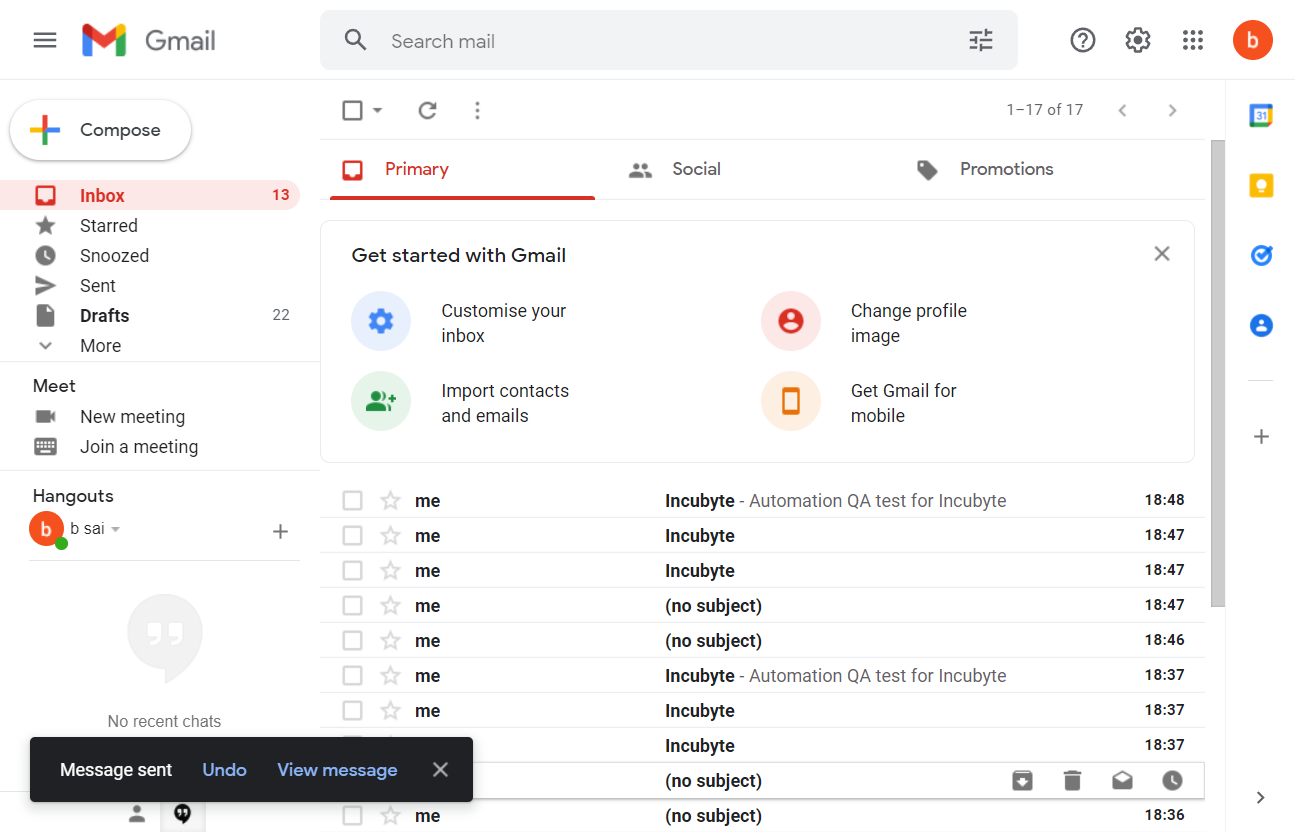 Gmail
Search mail
b
Compose
1–17 of 17
31
Primary
Social
Promotions
Inbox 13
Starred
Snoozed
Sent
Drafts 22
More
Get started with Gmail
Customise your
inbox
Change profile
image
Import contacts
and emails
Get Gmail for
mobile
Meet
New meeting
Join a meeting
Hangouts
b b sai
No recent chats
me Incubyte - Automation QA test for Incubyte 18:48
me Incubyte 18:47
me Incubyte 18:47
me (no subject) 18:47
me (no subject) 18:46
me Incubyte - Automation QA test for Incubyte 18:37
me Incubyte 18:37
Incubyte 18:37
(no subject)
me (no subject) 18:36
Message sent Undo View message